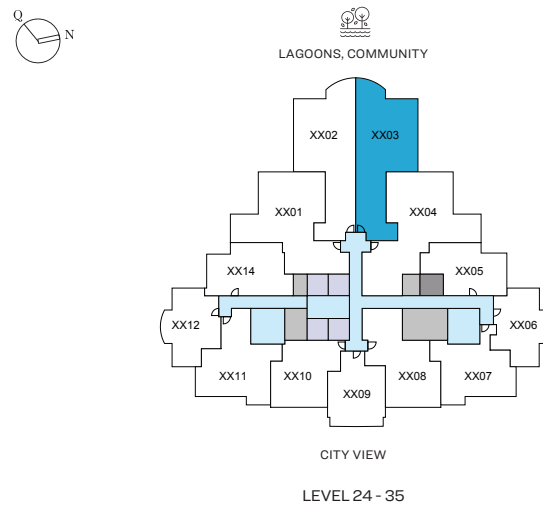 Q
N
LAGOONS, COMMUNITY
XX02
XX03
XX01
XX04
XX14
XX05
XX12
XX06
XX11
XX10
XX09
XX08
XX07
CITY VIEW
LEVEL 24 - 35